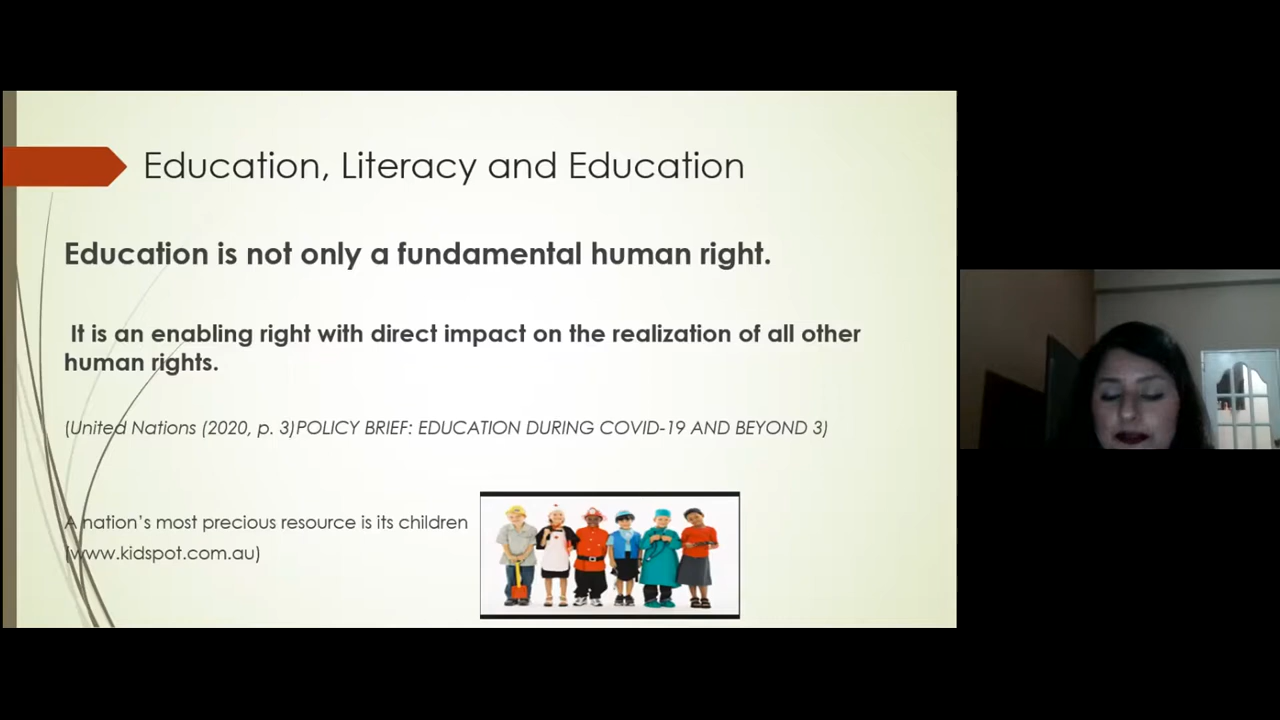 Education, Literacy and Education
Education is not only a fundamental human right.
It is an enabling right with direct impact on the realization of all other
human rights.
(United Nations (2020, p. 3)POLICY BRIEF: EDUCATION DURING COVID-19 AND BEYOND 3)
A nation’s most precious resource is its children
(www.kidspot.com.au)